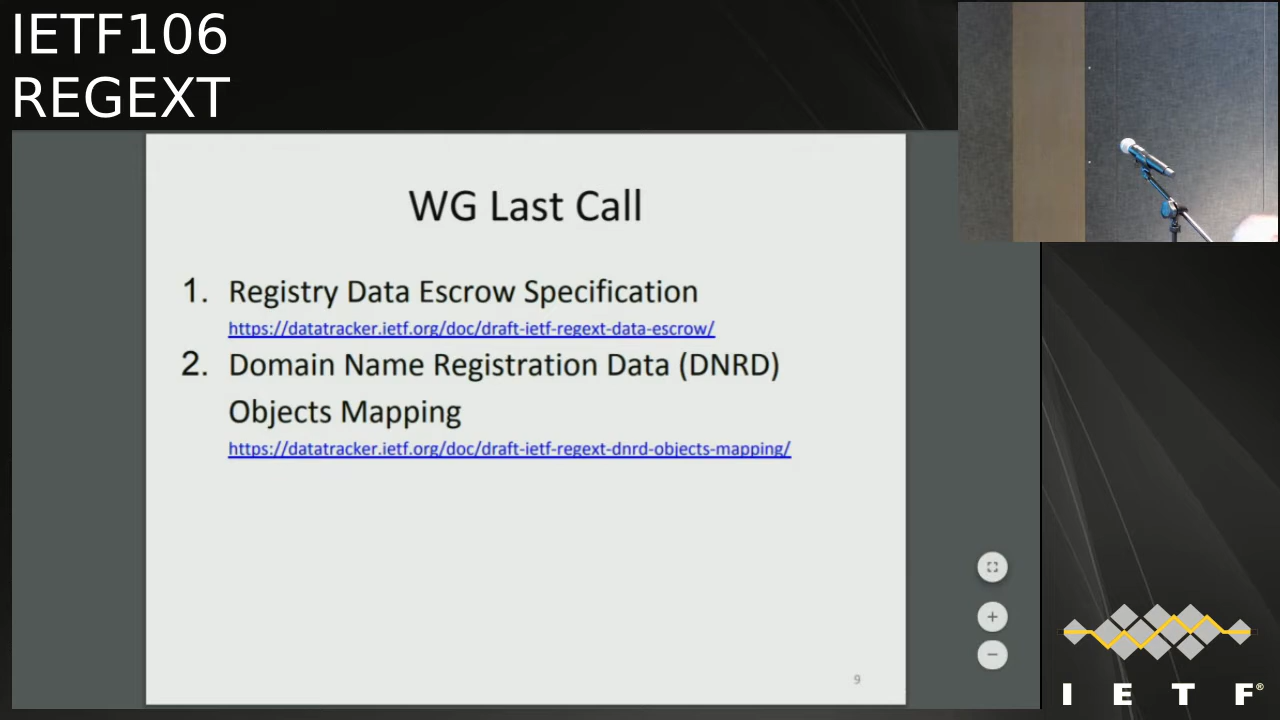 IETF106
REGEXT
WG Last Call
1. Registry Data Escrow Specification
https://datatracker.ietf.org/doc/draft-ietf-regext-data-escrow/
2. Domain Name Registration Data (DNRD)
Objects Mapping
https://datatracker.ietf.org/doc/draft-ietf-regext-dnrd-objects-mapping/
9
I E T F®